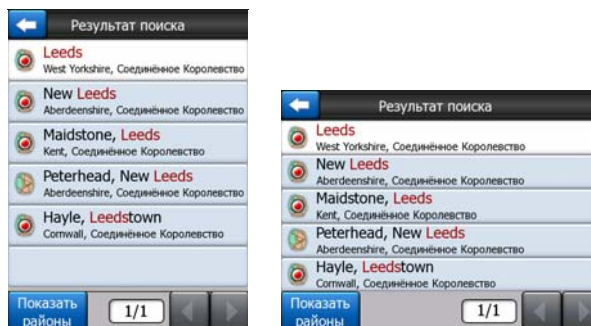 Результат поиска
Leeds
West Yorkshire, Соединённое Королевство
New Leeds
Aberdeenshire, Соединённое Королевство
Maidstone, Leeds
Kent, Соединённое Королевство
Peterhead, New Leeds
Aberdeenshire, Соединённое Королевство
Hayle, Leedstown
Cornwall, Соединённое Королевство
Показать
районы
1/1
Результат поиска
Leeds
West Yorkshire, Соединённое Королевство
New Leeds
Aberdeenshire, Соединённое Королевство
Maidstone, Leeds
Kent, Соединённое Королевство
Peterhead, New Leeds
Aberdeenshire, Соединённое Королевство
Hayle, Leedstown
Cornwall, Соединённое Королевство
Показать
районы
1/1